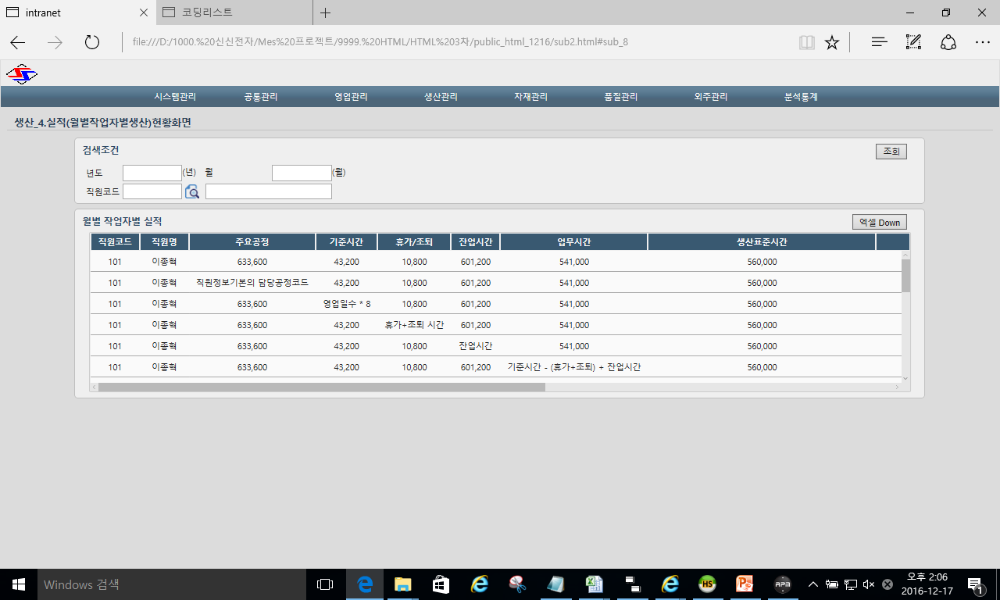 intranet
코딩리스트
file:///D:/1000.%20신신전자/Mes%20프로젝트/9999.%20HTML/HTML%203차/public_html_1216/sub2.html#sub_8
시스템관리 공통관리 영업관리 생산관리 자재관리 품질관리 외주관리 분석통계
생산_4.실적(월별작업자별생산)현황화면
검색조건 조회
년도 (년) 월 (월)
직원코드
월별 작업자별 실적 엑셀 Down
직원코드 직원명 주요공정 기준시간 휴가/조퇴 잔업시간 업무시간 생산표준시간
101 이종혁 633,600 43,200 10,800 601,200 541,000 560,000
101 이종혁 직원정보기본의 담당공정코드 43,200 10,800 601,200 541,000 560,000
101 이종혁 633,600 영업일수 * 8 10,800 601,200 541,000 560,000
101 이종혁 633,600 43,200 휴가+조퇴 시간 601,200 541,000 560,000
101 이종혁 633,600 43,200 10,800 잔업시간 541,000 560,000
101 이종혁 633,600 43,200 10,800 601,200 기준시간 - (휴가+조퇴) + 잔업시간 560,000
Windows 검색
HS
APM
오후 2:06
2016-12-17
1